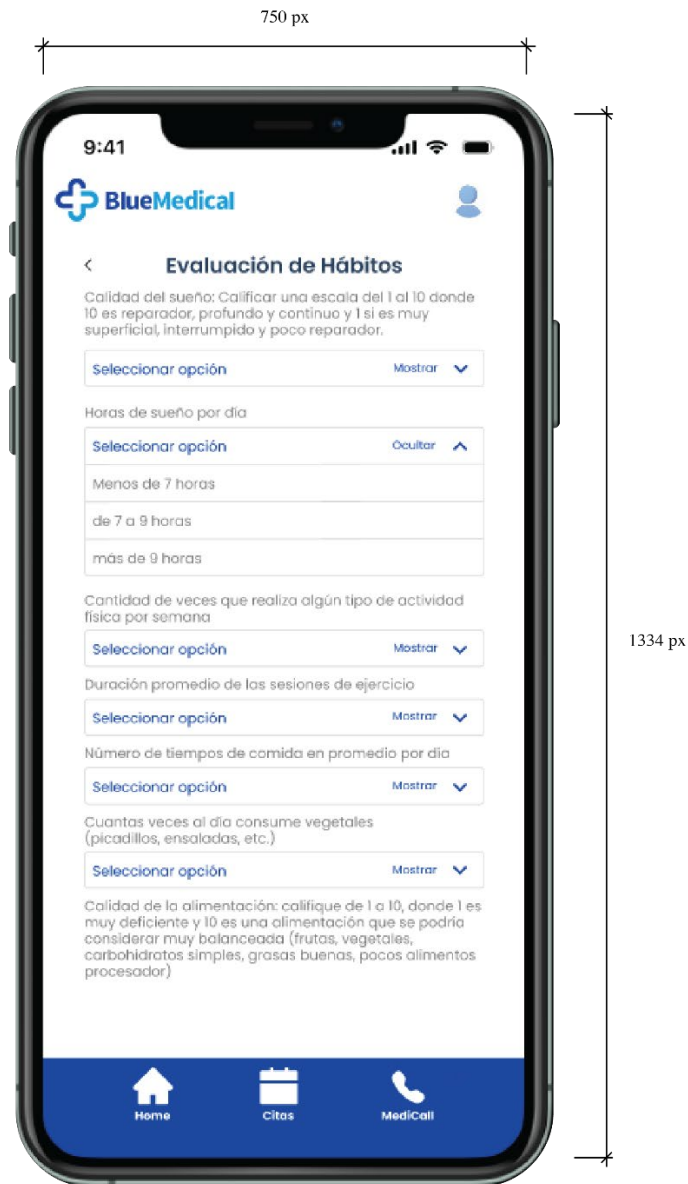 750 px
9:41
BlueMedical
Evaluación de Hábitos
Calidad del sueño: Calificar una escala del 1 al 10 donde
10 es reparador, profundo y continuo y 1 si es muy
superficial, interrumpido y poco reparador.
Seleccionar opción Mostrar
Horas de sueño por día
Seleccionar opción Ocultar
Menos de 7 horas
de 7 a 9 horas
más de 9 horas
Cantidad de veces que realiza algún tipo de actividad
física por semana
Seleccionar opción Mostrar
1334 px
Duración promedio de las sesiones de ejercicio
Seleccionar opción Mostrar
Número de tiempos de comida en promedio por día
Seleccionar opción Mostrar
Cuantas veces al día consume vegetales
(picadillos, ensaladas, etc.)
Seleccionar opción Mostrar
Calidad de la alimentación: califique de 1 a 10, donde 1 es
muy deficiente y 10 es una alimentación que se podría
considerar muy balanceada (frutas, vegetales,
carbohidratos simples, grasas buenas, pocos alimentos
procesador)
Home Citas MediCall